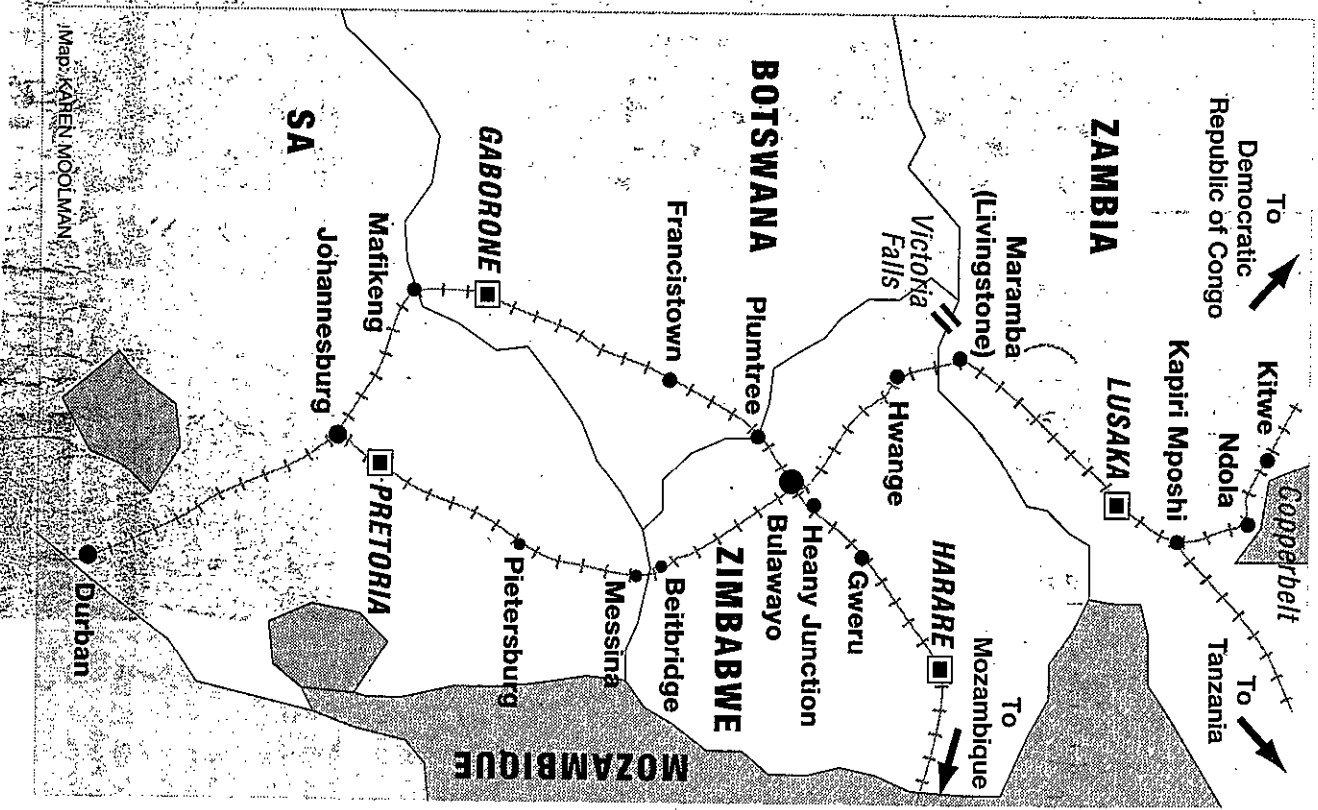 To
Democratic
Republic of Congo
Kitwe
Copperbelt
Ndola
To
Tanzania
Kapiri Mposhi
ZAMBIA
LUSAKA
Maramba
(Livingstone)
Victoria
Falls
To
Mozambique
HARARE
Hwange
Gweru
Heany Junction
Bulawayo
BOTSWANA
Plumtree
ZIMBABWE
Francistown
Beitbridge
MOZAMBIQUE
Messina
GABORONE
Pietersburg
Mafikeng
PRETORIA
SA
Johannesburg
Durban
Map: KAREN MOOLMAN